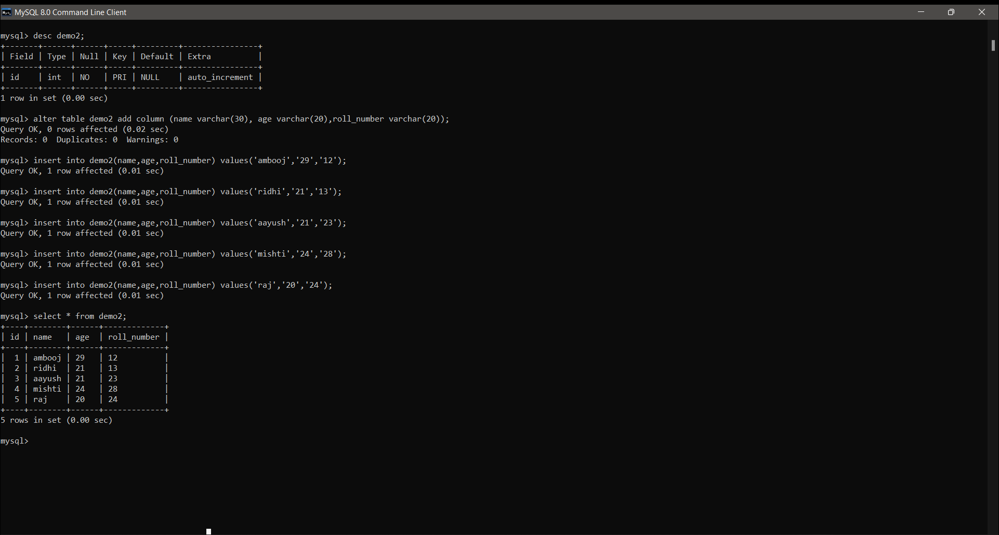 MySQL 8.0 Command Line Client
mysql> desc demo2;
+-------+------+------+-----+---------+----------------+
| Field | Type | Null | Key | Default | Extra          |
+-------+------+------+-----+---------+----------------+
| id    | int  | NO   | PRI | NULL    | auto_increment |
+-------+------+------+-----+---------+----------------+
1 row in set (0.00 sec)
mysql> alter table demo2 add column (name varchar(30), age varchar(20),roll_number varchar(20));
Query OK, 0 rows affected (0.02 sec)
Records: 0  Duplicates: 0  Warnings: 0
mysql> insert into demo2(name,age,roll_number) values('ambooj','29','12');
Query OK, 1 row affected (0.01 sec)
mysql> insert into demo2(name,age,roll_number) values('ridhi','21','13');
Query OK, 1 row affected (0.01 sec)
mysql> insert into demo2(name,age,roll_number) values('aayush','21','23');
Query OK, 1 row affected (0.01 sec)
mysql> insert into demo2(name,age,roll_number) values('mishti','24','28');
Query OK, 1 row affected (0.01 sec)
mysql> insert into demo2(name,age,roll_number) values('raj','20','24');
Query OK, 1 row affected (0.01 sec)
mysql> select * from demo2;
+----+--------+------+-------------+
| id | name   | age  | roll_number |
+----+--------+------+-------------+
|  1 | ambooj | 29   | 12          |
|  2 | ridhi  | 21   | 13          |
|  3 | aayush | 21   | 23          |
|  4 | mishti | 24   | 28          |
|  5 | raj    | 20   | 24          |
+----+--------+------+-------------+
5 rows in set (0.00 sec)
mysql>